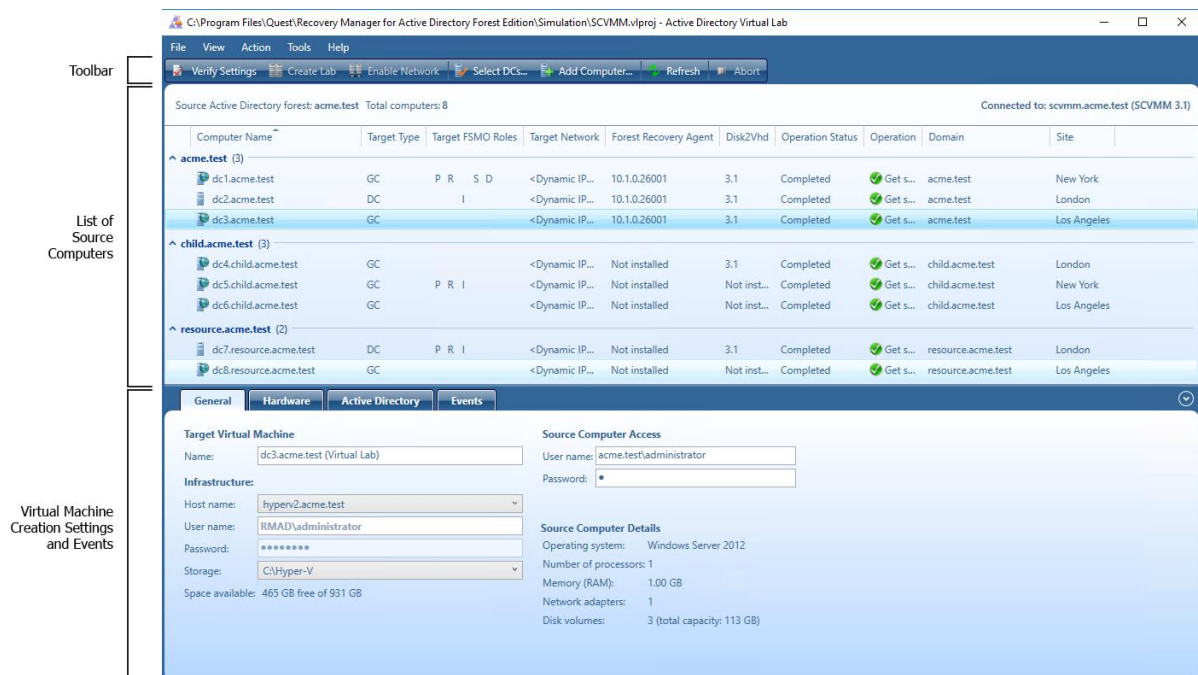 C:\Program Files\Quest\Recovery Manager for Active Directory Forest Edition\Simulation\SCVMM.vlproj - Active Directory Virtual Lab
File View Action Tools Help
Toolbar
Verify Settings Create Lab Enable Network Select DCs... Add Computer... Refresh Abort
Source Active Directory forest: acme.test Total computers: 8 Connected to: scvmm.acme.test (SCVMM 3.1)
Computer Name Target Type Target FSMO Roles Target Network Forest Recovery Agent Disk2Vhd Operation Status Operation Domain Site
acme.test (3)
dc1.acme.test GC P R S D <Dynamic IP... 10.1.0.26001 3.1 Completed Get s... acme.test New York
dc2.acme.test DC I <Dynamic IP... 10.1.0.26001 3.1 Completed Get s... acme.test London
dc3.acme.test GC <Dynamic IP... 10.1.0.26001 3.1 Completed Get s... acme.test Los Angeles
List of
Source
Computers
child.acme.test (3)
dc4.child.acme.test GC <Dynamic IP... Not installed 3.1 Completed Get s... child.acme.test London
dc5.child.acme.test GC P R I <Dynamic IP... Not installed Not inst... Completed Get s... child.acme.test New York
dc6.child.acme.test GC <Dynamic IP... Not installed Not inst... Completed Get s... child.acme.test Los Angeles
resource.acme.test (2)
dc7.resource.acme.test DC P R I <Dynamic IP... Not installed 3.1 Completed Get s... resource.acme.test London
dc8.resource.acme.test GC <Dynamic IP... Not installed Not inst... Completed Get s... resource.acme.test Los Angeles
General Hardware Active Directory Events
Target Virtual Machine
Name: dc3.acme.test (Virtual Lab)
Infrastructure:
Host name: hyperv2.acme.test
User name: RMAD\administrator
Password: ●●●●●●●●
Storage: C:\Hyper-V
Space available: 465 GB free of 931 GB
Source Computer Access
User name: acme.test\administrator
Password: ●
Source Computer Details
Operating system: Windows Server 2012
Number of processors: 1
Memory (RAM): 1.00 GB
Network adapters: 1
Disk volumes: 3 (total capacity: 113 GB)
Virtual Machine
Creation Settings
and Events